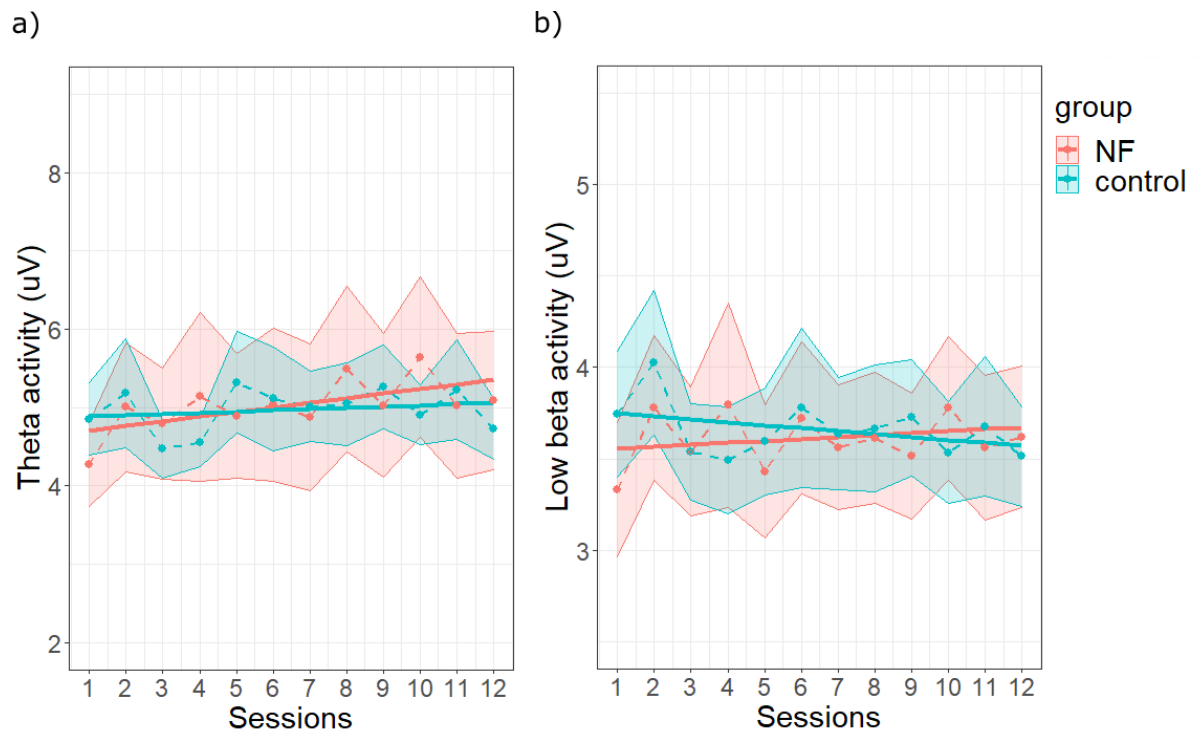 a)
b)
group
NF
control
Theta activity (uV)
8
6
4
2
1 2 3 4 5 6 7 8 9 10 11 12
Sessions
Low beta activity (uV)
5
4
3
1 2 3 4 5 6 7 8 9 10 11 12
Sessions